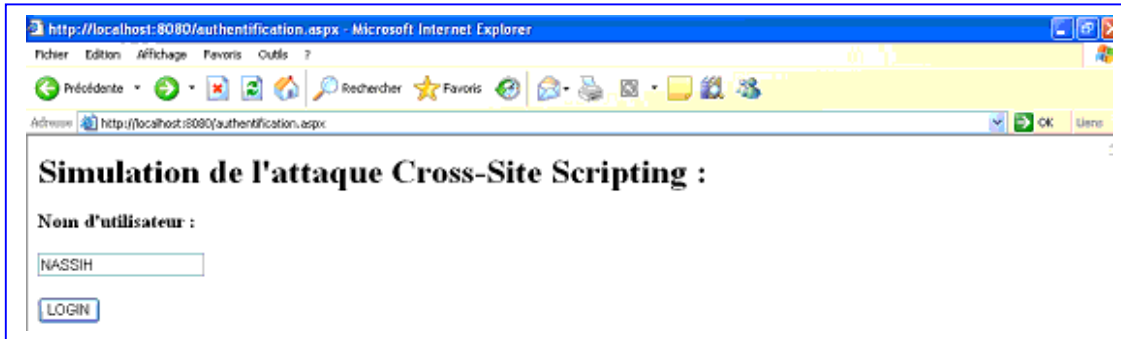 http://localhost:8080/authentification.aspx - Microsoft Internet Explorer
Fichier Edition Affichage Favoris Outils ?
Précédente Rechercher Favoris
Adresse http://localhost:8080/authentification.aspx OK Liens
Simulation de l'attaque Cross-Site Scripting :
Nom d'utilisateur :
NASSIH
LOGIN